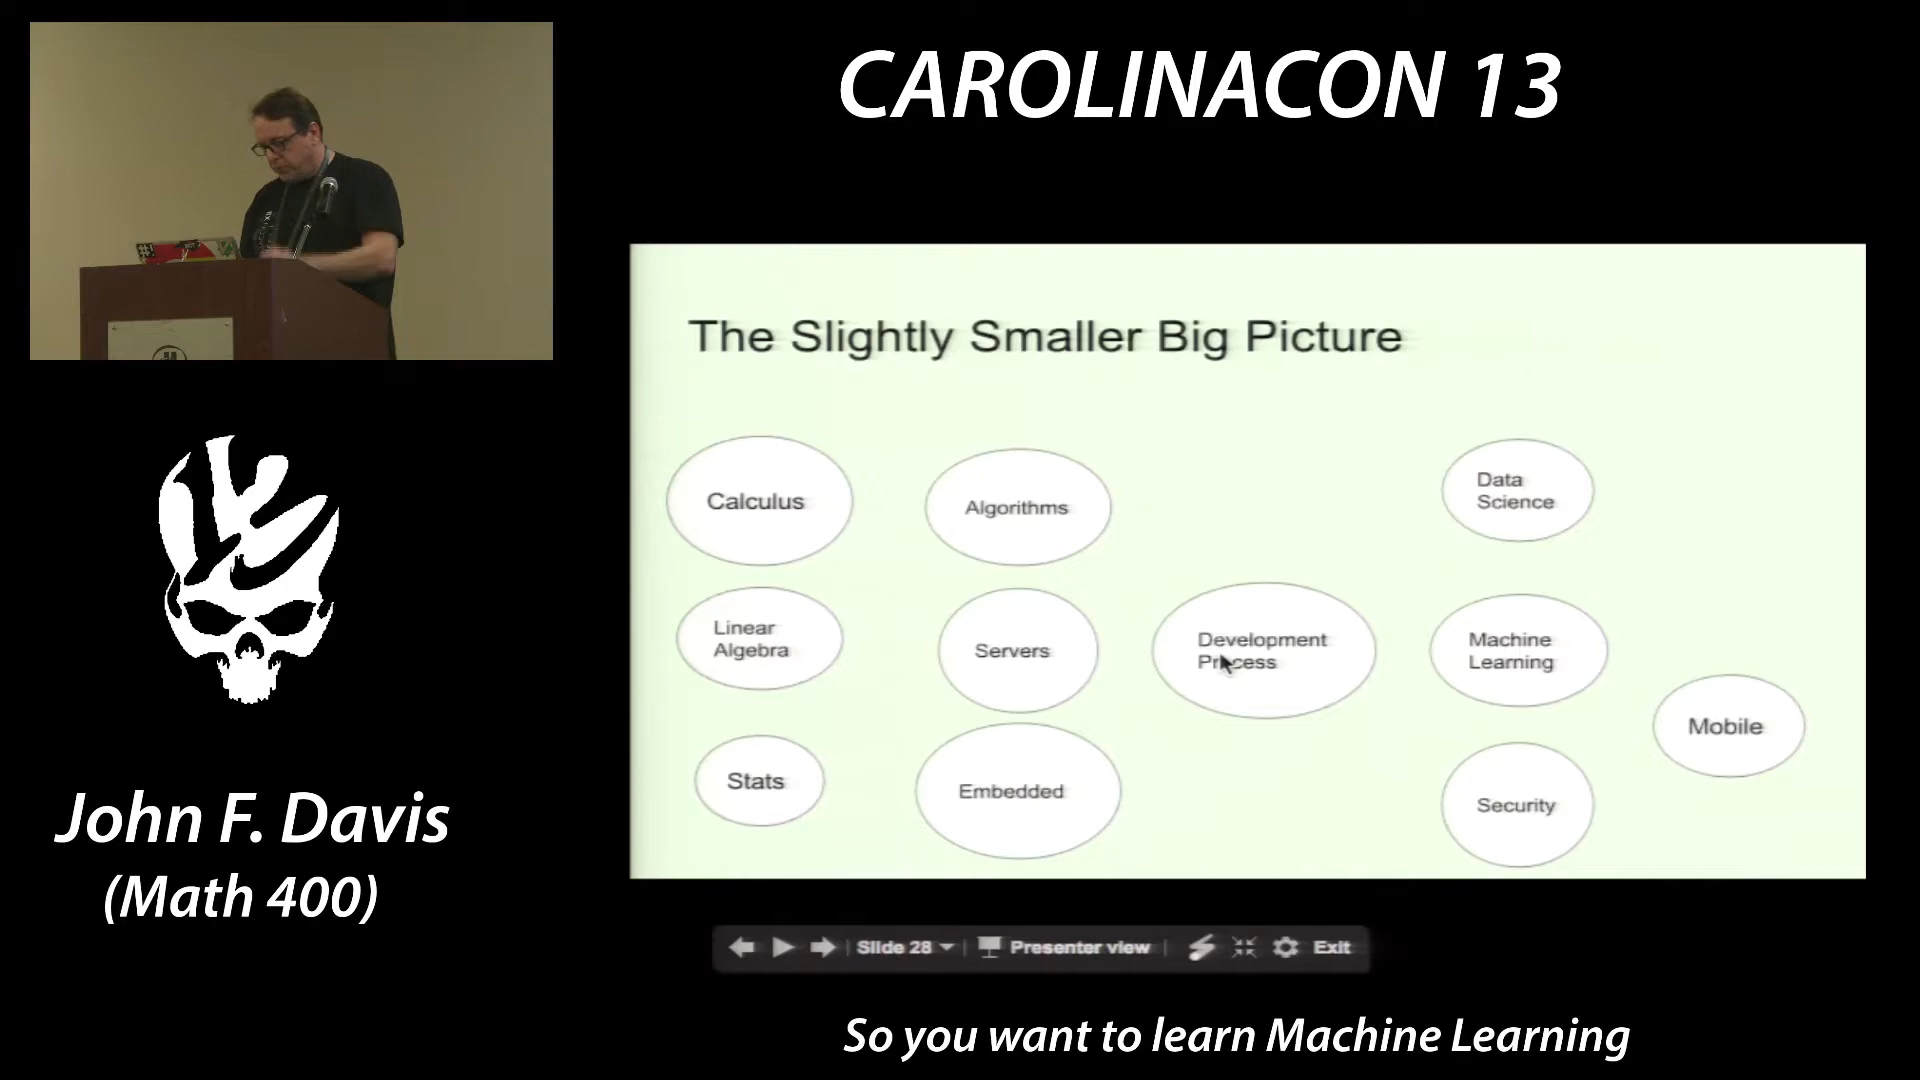 CAROLINACON 13
The Slightly Smaller Big Picture
Calculus
Algorithms
Data
Science
Linear
Algebra
Servers
Development
Process
Machine
Learning
Mobile
Stats
Embedded
Security
John F. Davis
(Math 400)
Slide 28
Presenter view
Exit
So you want to learn Machine Learning